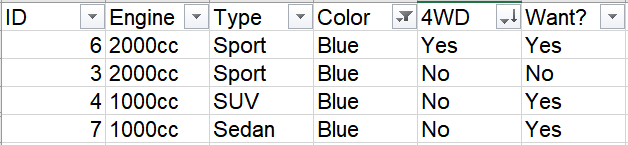 ID Engine Type Color 4WD Want?
6 2000cc Sport Blue Yes Yes
3 2000cc Sport Blue No No
4 1000cc SUV Blue No Yes
7 1000cc Sedan Blue No Yes